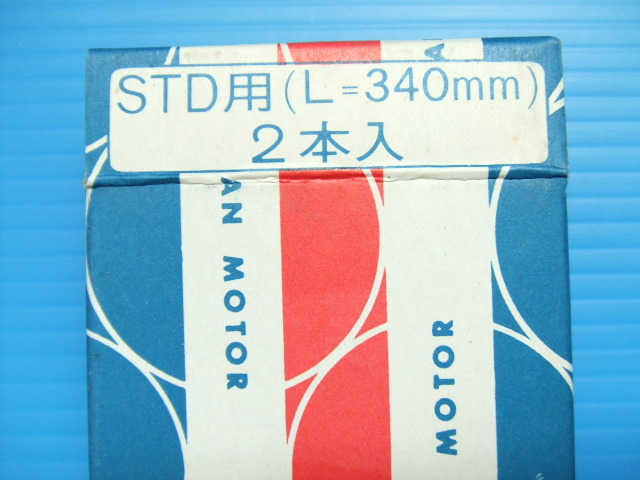 STD用(L=340mm)
2本入
AN MOTOR
MOTOR